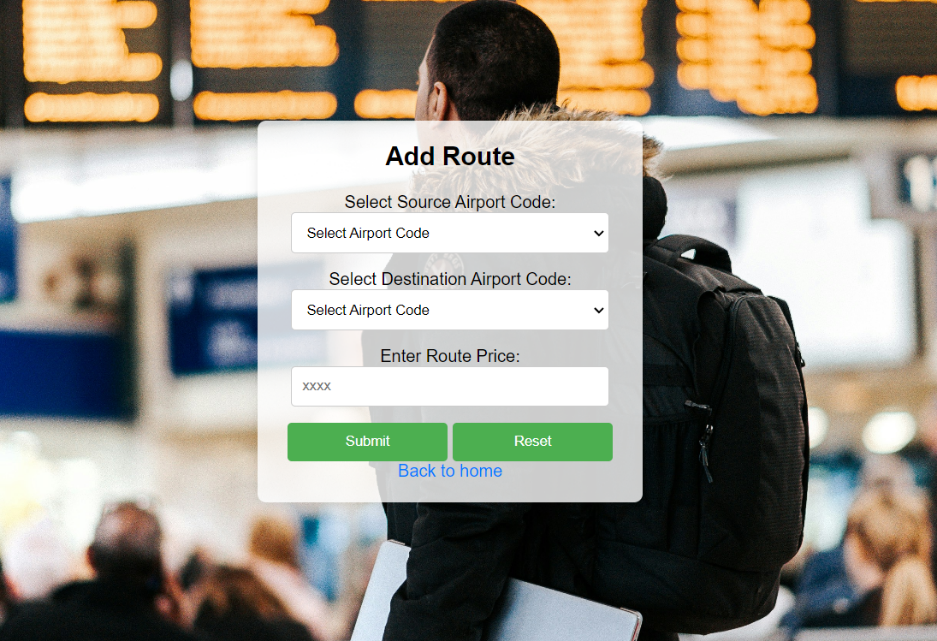 Add Route
Select Source Airport Code:
Select Airport Code
Select Destination Airport Code:
Select Airport Code
Enter Route Price:
xxxx
Submit
Reset
Back to home